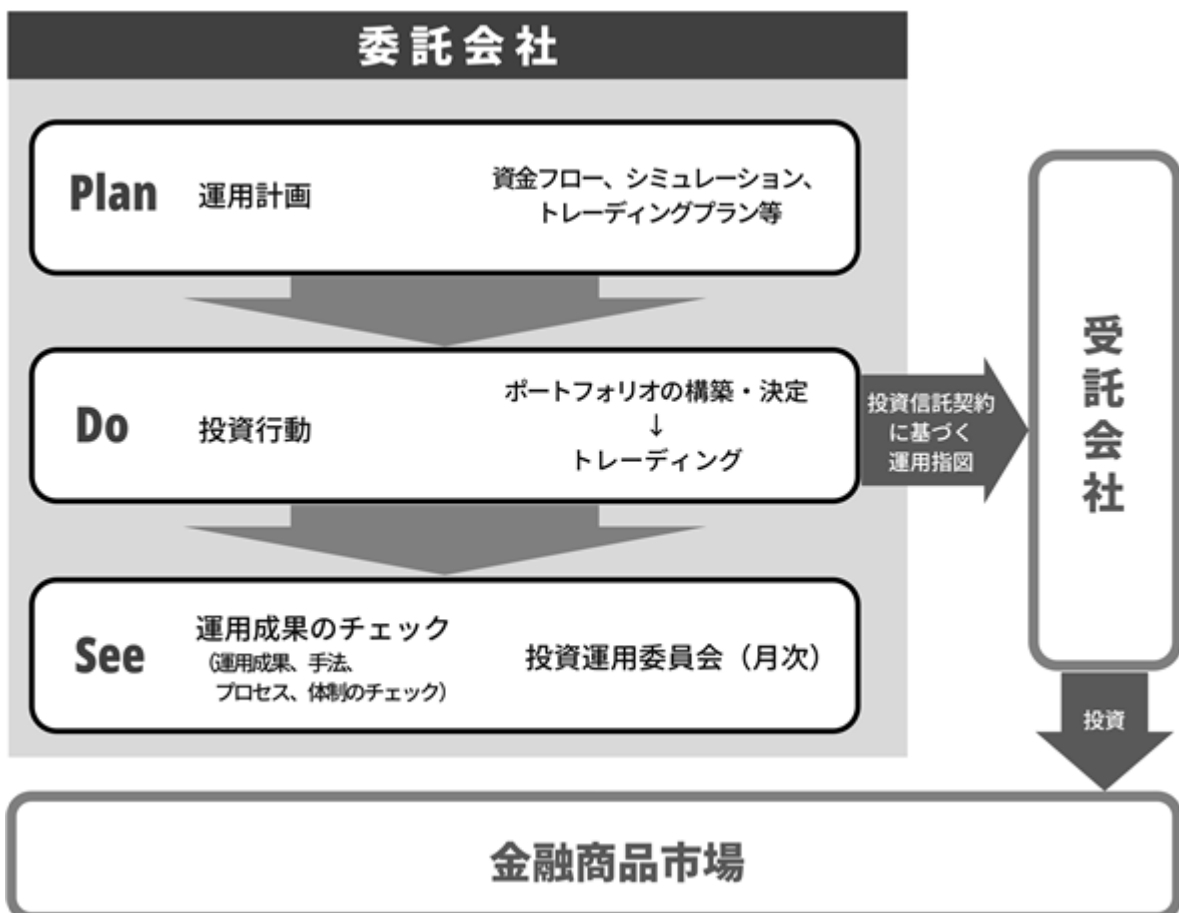 委託会社
Plan 運用計画
資金フロー、シミュレーション、
トレーディングプラン等
Do 投資行動
ポートフォリオの構築・決定
↓
トレーディング
投資信託契約
に基づく
運用指図
受託会社
See 運用成果のチェック
(運用成果、手法、
プロセス、体制のチェック)
投資運用委員会(月次)
投資
金融商品市場